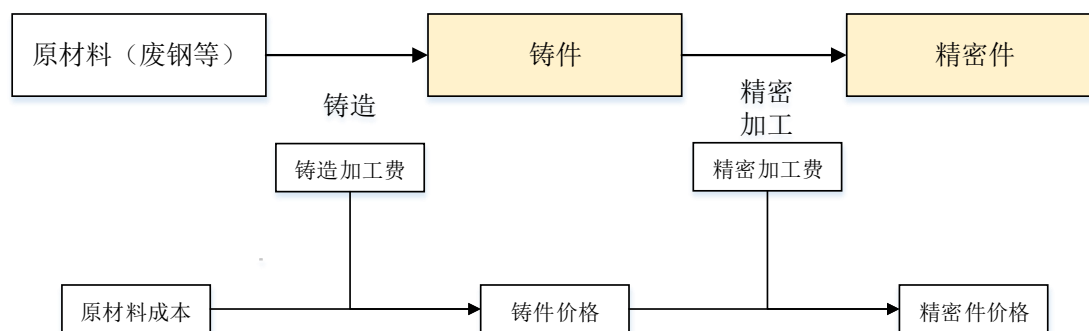 原材料（废钢等）
铸件
精密件
铸造
精密
加工
铸造加工费
精密加工费
原材料成本
铸件价格
精密件价格